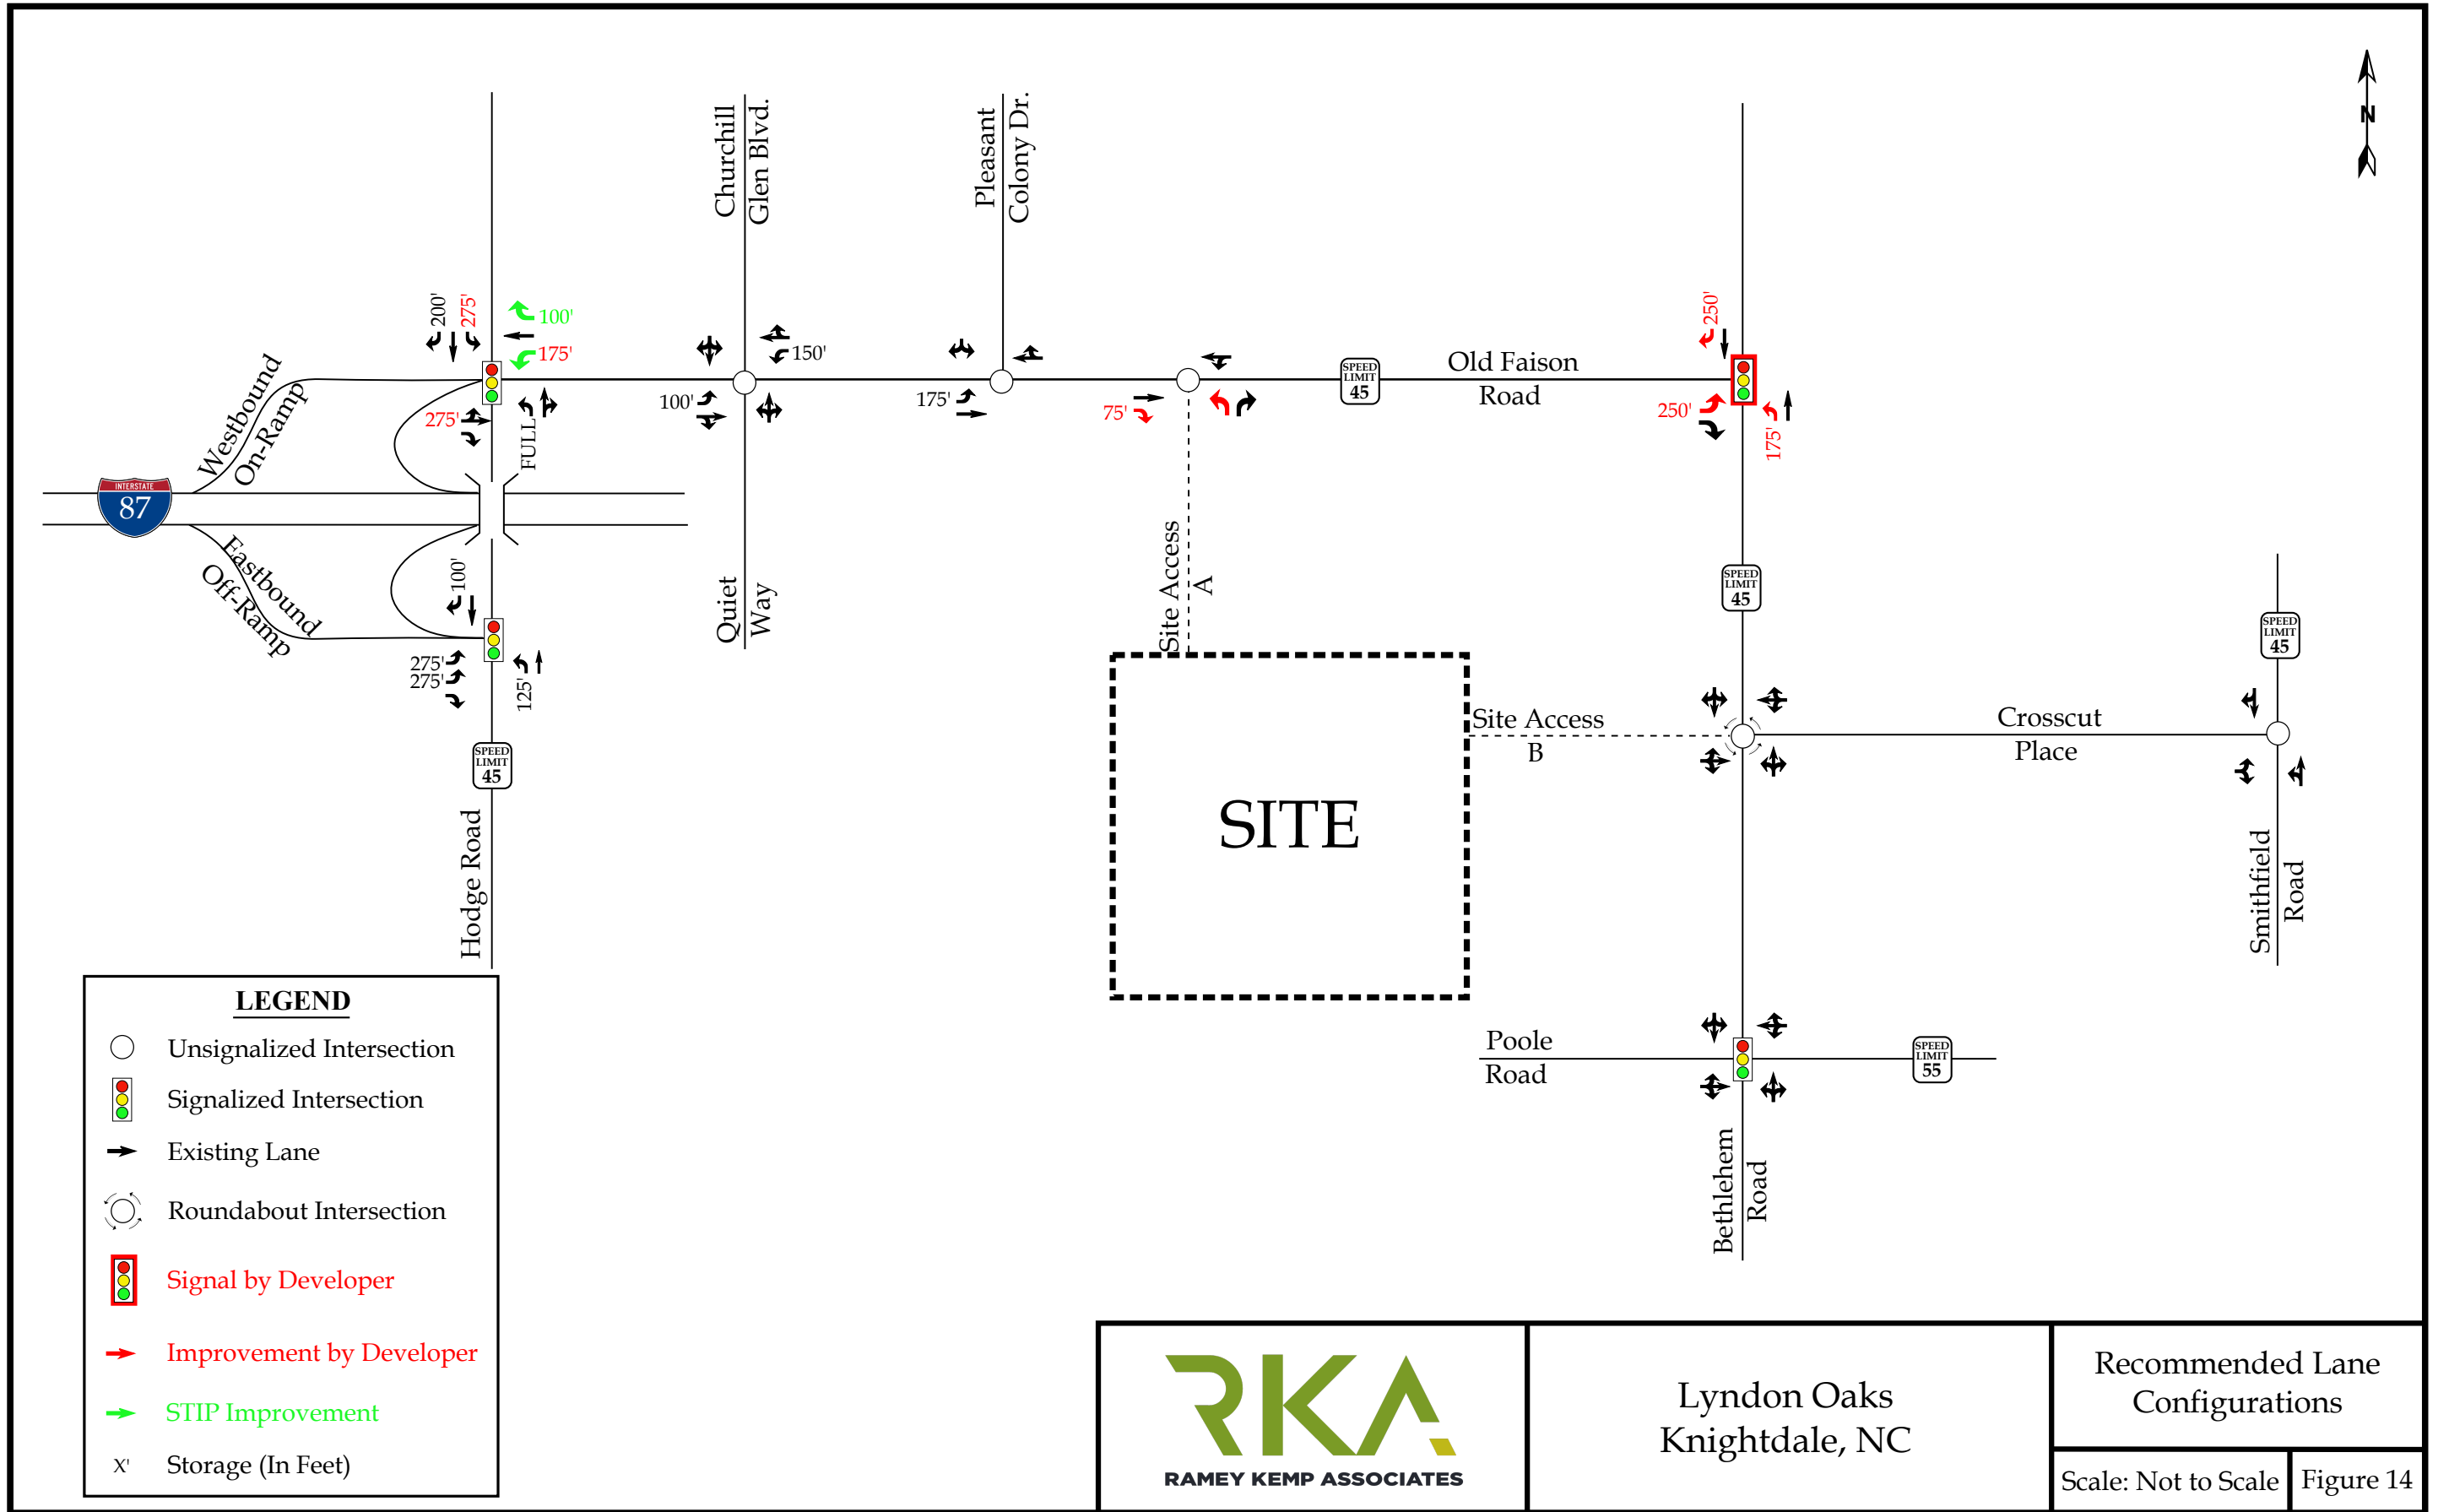 N
Churchill
Glen Blvd.
Pleasant
Colony Dr.
200'
275'
100'
175'
275'
FULL
150'
100'
175'
75'
SPEED
LIMIT
45
Old Faison
Road
250'
250'
175'
Westbound
On-Ramp
INTERSTATE
87
Eastbound
Off-Ramp
100'
275'
275'
125'
Quiet
Way
Site Access
A
SPEED
LIMIT
45
SPEED
LIMIT
45
SPEED
LIMIT
45
Hodge Road
SITE
Site Access
B
Crosscut
Place
Smithfield
Road
Poole
Road
SPEED
LIMIT
55
Bethlehem
Road
LEGEND
Unsignalized Intersection
Signalized Intersection
Existing Lane
Roundabout Intersection
Signal by Developer
Improvement by Developer
STIP Improvement
X' Storage (In Feet)
RKA
RAMEY KEMP ASSOCIATES
Lyndon Oaks
Knightdale, NC
Recommended Lane
Configurations
Scale: Not to Scale
Figure 14